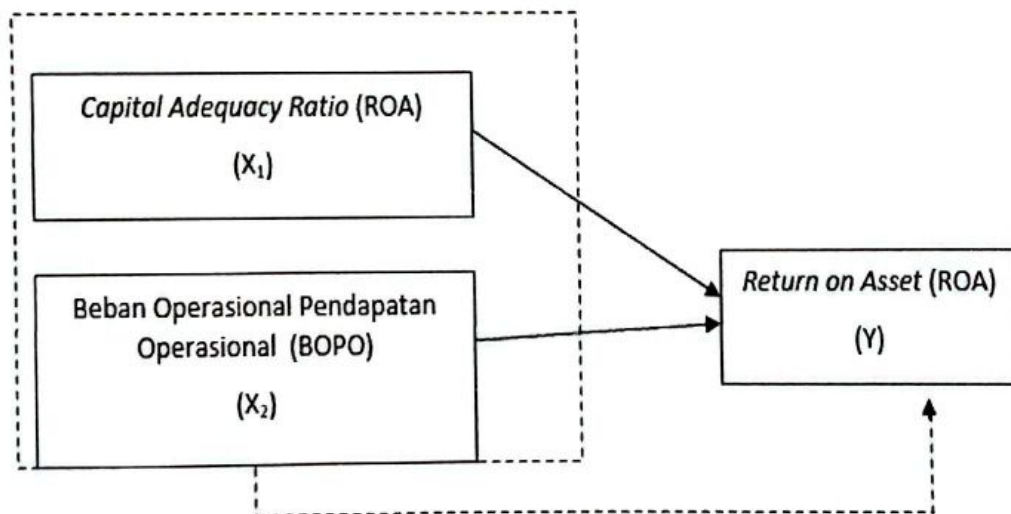 Capital Adequacy Ratio (ROA)
(X₁)
Beban Operasional Pendapatan
Operasional (BOPO)
(X₂)
Return on Asset (ROA)
(Y)